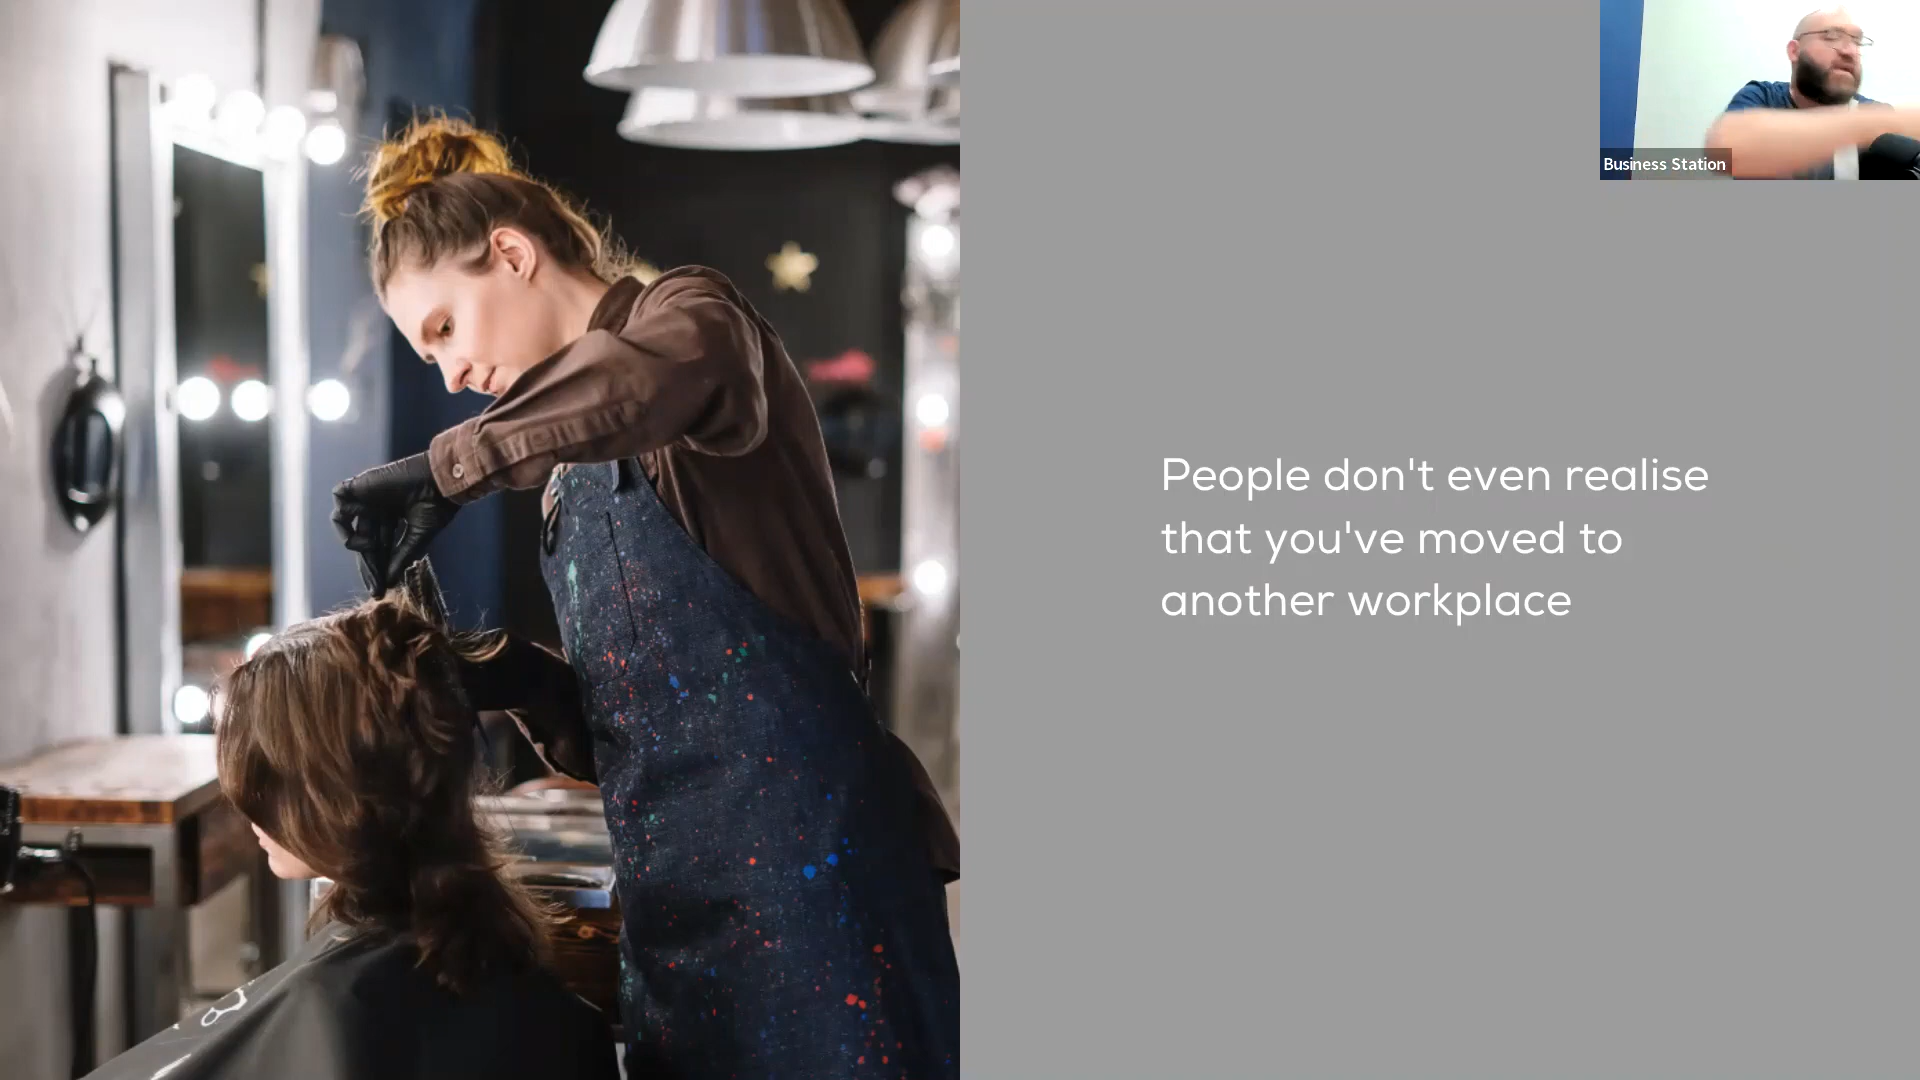 Business Station
People don't even realise
that you've moved to
another workplace